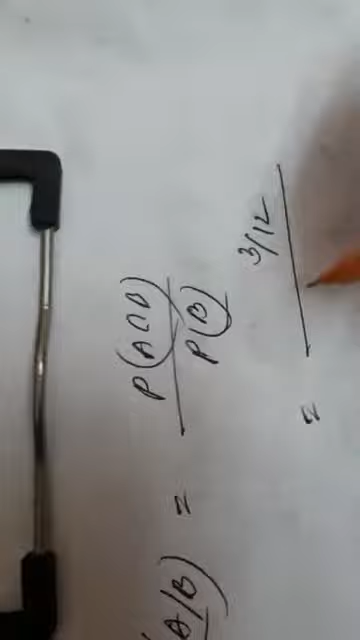 (A/B) = P(A∩B) / P(B)
= 3/12